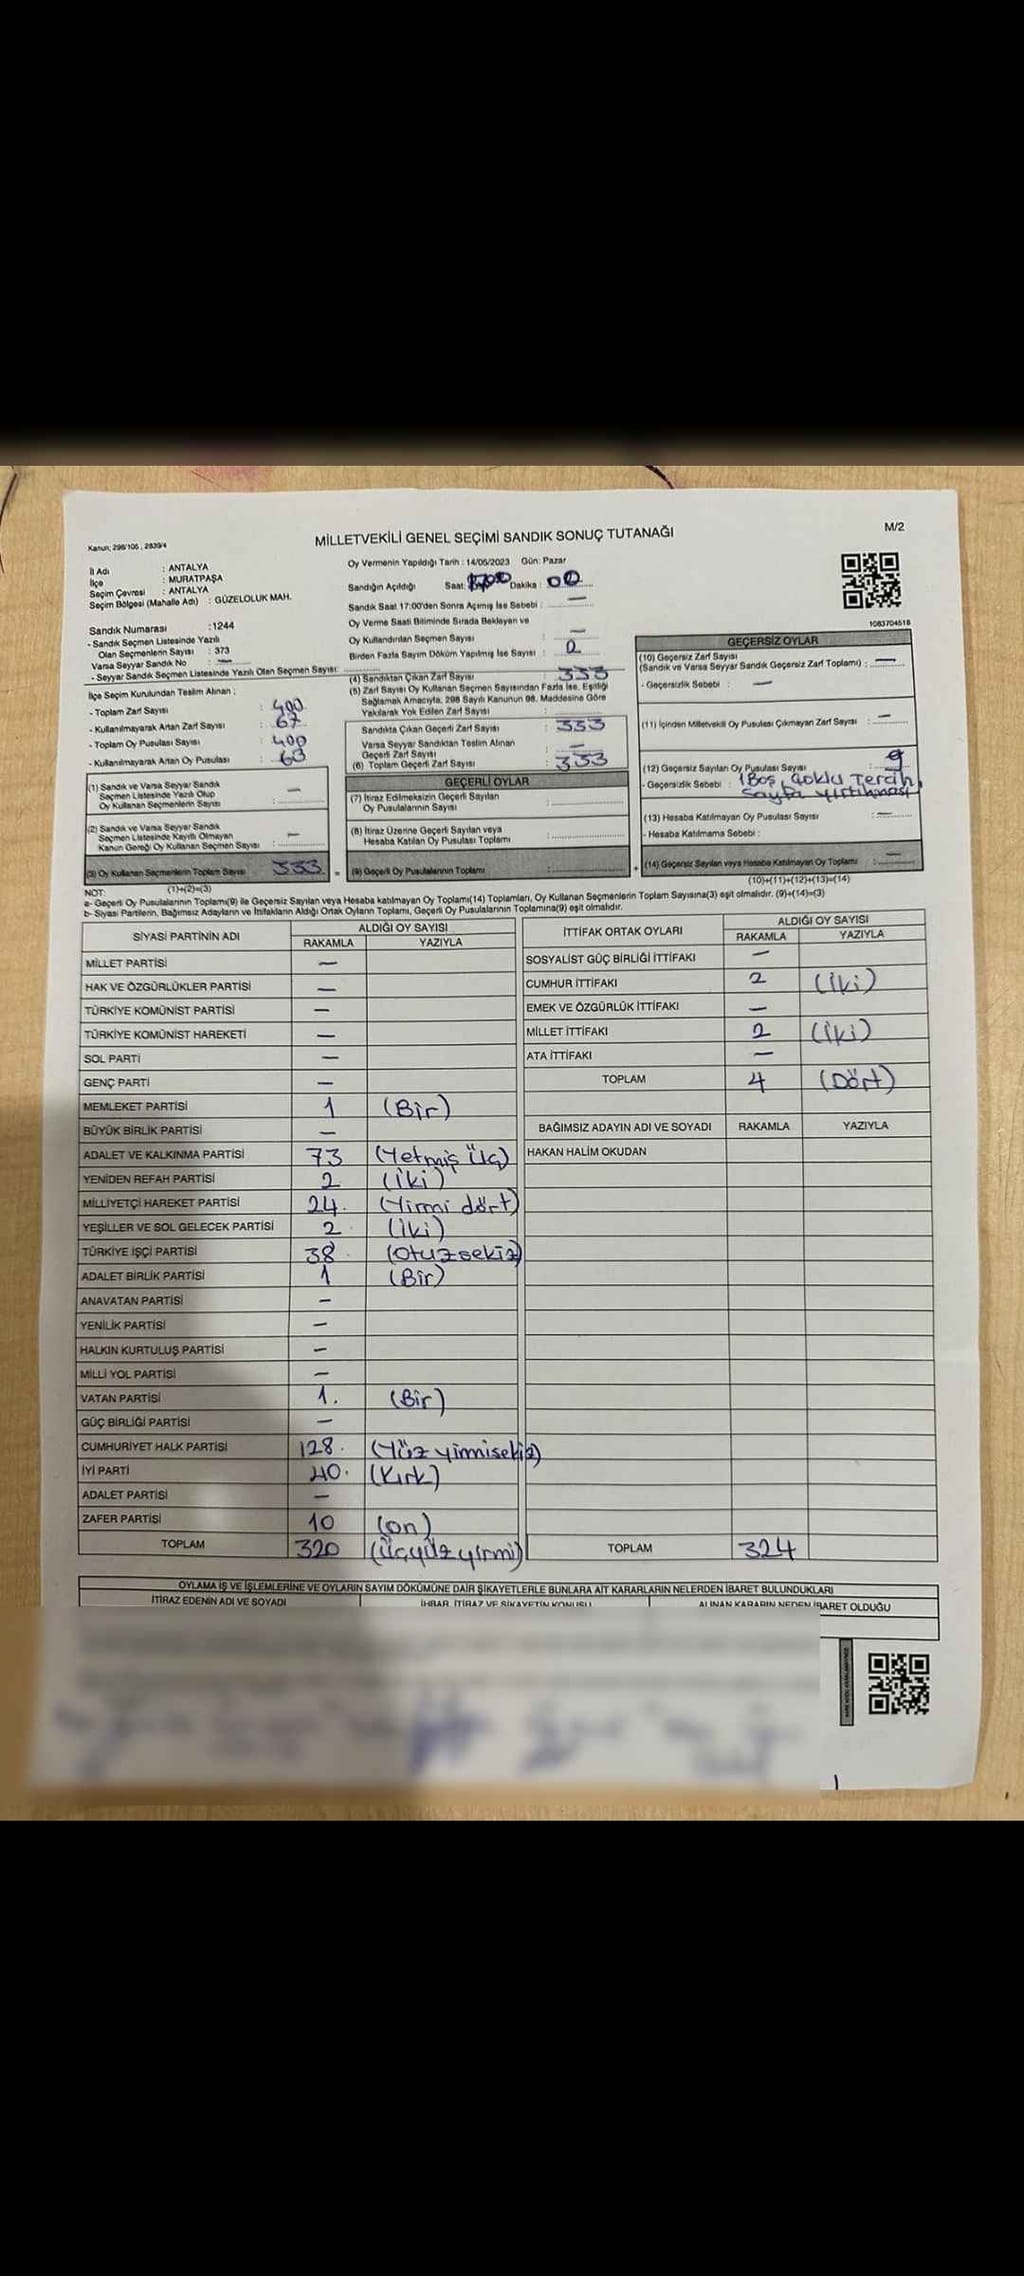 Kanun; 298/105 , 2839/4
MİLLETVEKİLİ GENEL SEÇİMİ SANDIK SONUÇ TUTANAĞI
M/2
İl Adı : ANTALYA
İlçe : MURATPAŞA
Seçim Çevresi : ANTALYA
Seçim Bölgesi (Mahalle Adı) : GÜZELOLUK MAH.
Sandık Numarası :1244
- Sandık Seçmen Listesinde Yazılı
Olan Seçmenlerin Sayısı : 373
Varsa Seyyar Sandık No : —
- Seyyar Sandık Seçmen Listesinde Yazılı Olan Seçmen Sayısı:
İlçe Seçim Kurulundan Teslim Alınan ;
- Toplam Zarf Sayısı : 400
- Kullanılmayarak Artan Zarf Sayısı : 67
- Toplam Oy Pusulası Sayısı : 400
- Kullanılmayarak Artan Oy Pusulası : 63
(1) Sandık ve Varsa Seyyar Sandık
Seçmen Listesinde Yazılı Olup
Oy Kullanan Seçmenlerin Sayısı : —
(2) Sandık ve Varsa Seyyar Sandık
Seçmen Listesinde Kayıtlı Olmayan
Kanun Gereği Oy Kullanan Seçmen Sayısı : —
(3) Oy Kullanan Seçmenlerin Toplam Sayısı 333
(1)+(2)=(3)
Oy Vermenin Yapıldığı Tarih : 14/05/2023 Gün: Pazar
Sandığın Açıldığı Saat: Dakika : 00
Sandık Saat 17:00'den Sonra Açımış İse Sebebi : —
Oy Verme Saati Bitiminde Sırada Bekleyen ve
Oy Kullandırılan Seçmen Sayısı : —
Birden Fazla Sayım Döküm Yapılmış İse Sayısı : 2
(4) Sandıktan Çıkan Zarf Sayısı : 333
(5) Zarf Sayısı Oy Kullanan Seçmen Sayısından Fazla İse, Eşitliği
Sağlamak Amacıyla, 298 Sayılı Kanunun 98. Maddesine Göre
Yakılarak Yok Edilen Zarf Sayısı :
Sandıkta Çıkan Geçerli Zarf Sayısı : 333
Varsa Seyyar Sandıktan Teslim Alınan
Geçerli Zarf Sayısı : —
(6) Toplam Geçerli Zarf Sayısı : 333
GEÇERLİ OYLAR
(7) İtiraz Edilmeksizin Geçerli Sayılan
Oy Pusulalarının Sayısı :
(8) İtiraz Üzerine Geçerli Sayılan veya
Hesaba Katılan Oy Pusulası Toplamı :
= (9) Geçerli Oy Pusulalarının Toplamı : +
1083704518
GEÇERSİZ OYLAR
(10) Geçersiz Zarf Sayısı
(Sandık ve Varsa Seyyar Sandık Geçersiz Zarf Toplamı) : —
- Geçersizlik Sebebi : —
(11) İçinden Milletvekili Oy Pusulası Çıkmayan Zarf Sayısı : —
(12) Geçersiz Sayılan Oy Pusulası Sayısı : 9
- Geçersizlik Sebebi : 1 Boş, Çoklu Tercih,
Sayfa yırtılması
(13) Hesaba Katılmayan Oy Pusulası Sayısı : —
- Hesaba Katılmama Sebebi :
(14) Geçersiz Sayılan veya Hesaba Katılmayan Oy Toplamı : —
(10)+(11)+(12)+(13)=(14)
NOT:
a- Geçerli Oy Pusulalarının Toplamı(9) ile Geçersiz Sayılan veya Hesaba katılmayan Oy Toplamı(14) Toplamları, Oy Kullanan Seçmenlerin Toplam Sayısına(3) eşit olmalıdır. (9)+(14)=(3)
b- Siyasi Partilerin, Bağımsız Adayların ve İttifakların Aldığı Ortak Oyların Toplamı, Geçerli Oy Pusulalarının Toplamına(9) eşit olmalıdır.
SİYASİ PARTİNİN ADI ALDIĞI OY SAYISI
RAKAMLA YAZIYLA
MİLLET PARTİSİ —
HAK VE ÖZGÜRLÜKLER PARTİSİ —
TÜRKİYE KOMÜNİST PARTİSİ —
TÜRKİYE KOMÜNİST HAREKETİ —
SOL PARTİ —
GENÇ PARTİ —
MEMLEKET PARTİSİ 1 (Bir)
BÜYÜK BİRLİK PARTİSİ —
ADALET VE KALKINMA PARTİSİ 73 (Yetmiş Üç)
YENİDEN REFAH PARTİSİ 2 (İki)
MİLLİYETÇİ HAREKET PARTİSİ 24. (Yirmi dört)
YEŞİLLER VE SOL GELECEK PARTİSİ 2. (İki)
TÜRKİYE İŞÇİ PARTİSİ 38. (Otuzsekiz)
ADALET BİRLİK PARTİSİ 1 (Bir)
ANAVATAN PARTİSİ —
YENİLİK PARTİSİ —
HALKIN KURTULUŞ PARTİSİ —
MİLLİ YOL PARTİSİ —
VATAN PARTİSİ 1. (Bir)
GÜÇ BİRLİĞİ PARTİSİ —
CUMHURİYET HALK PARTİSİ 128. (Yüz yirmisekiz)
İYİ PARTİ 40. (Kırk)
ADALET PARTİSİ —
ZAFER PARTİSİ 10 (on)
TOPLAM 320 (Üçyüz yirmi)
İTTİFAK ORTAK OYLARI ALDIĞI OY SAYISI
RAKAMLA YAZIYLA
SOSYALİST GÜÇ BİRLİĞİ İTTİFAKI —
CUMHUR İTTİFAKI 2 (İki)
EMEK VE ÖZGÜRLÜK İTTİFAKI —
MİLLET İTTİFAKI 2 (İki)
ATA İTTİFAKI —
TOPLAM 4 (Dört)
BAĞIMSIZ ADAYIN ADI VE SOYADI RAKAMLA YAZIYLA
HAKAN HALİM OKUDAN
TOPLAM 324
OYLAMA İŞ VE İŞLEMLERİNE VE OYLARIN SAYIM DÖKÜMÜNE DAİR ŞİKAYETLERLE BUNLARA AİT KARARLARIN NELERDEN İBARET BULUNDUKLARI
İTİRAZ EDENİN ADI VE SOYADI İHBAR, İTİRAZ VE ŞİKAYETİN KONUSU ALINAN KARARIN NEDEN İBARET OLDUĞU